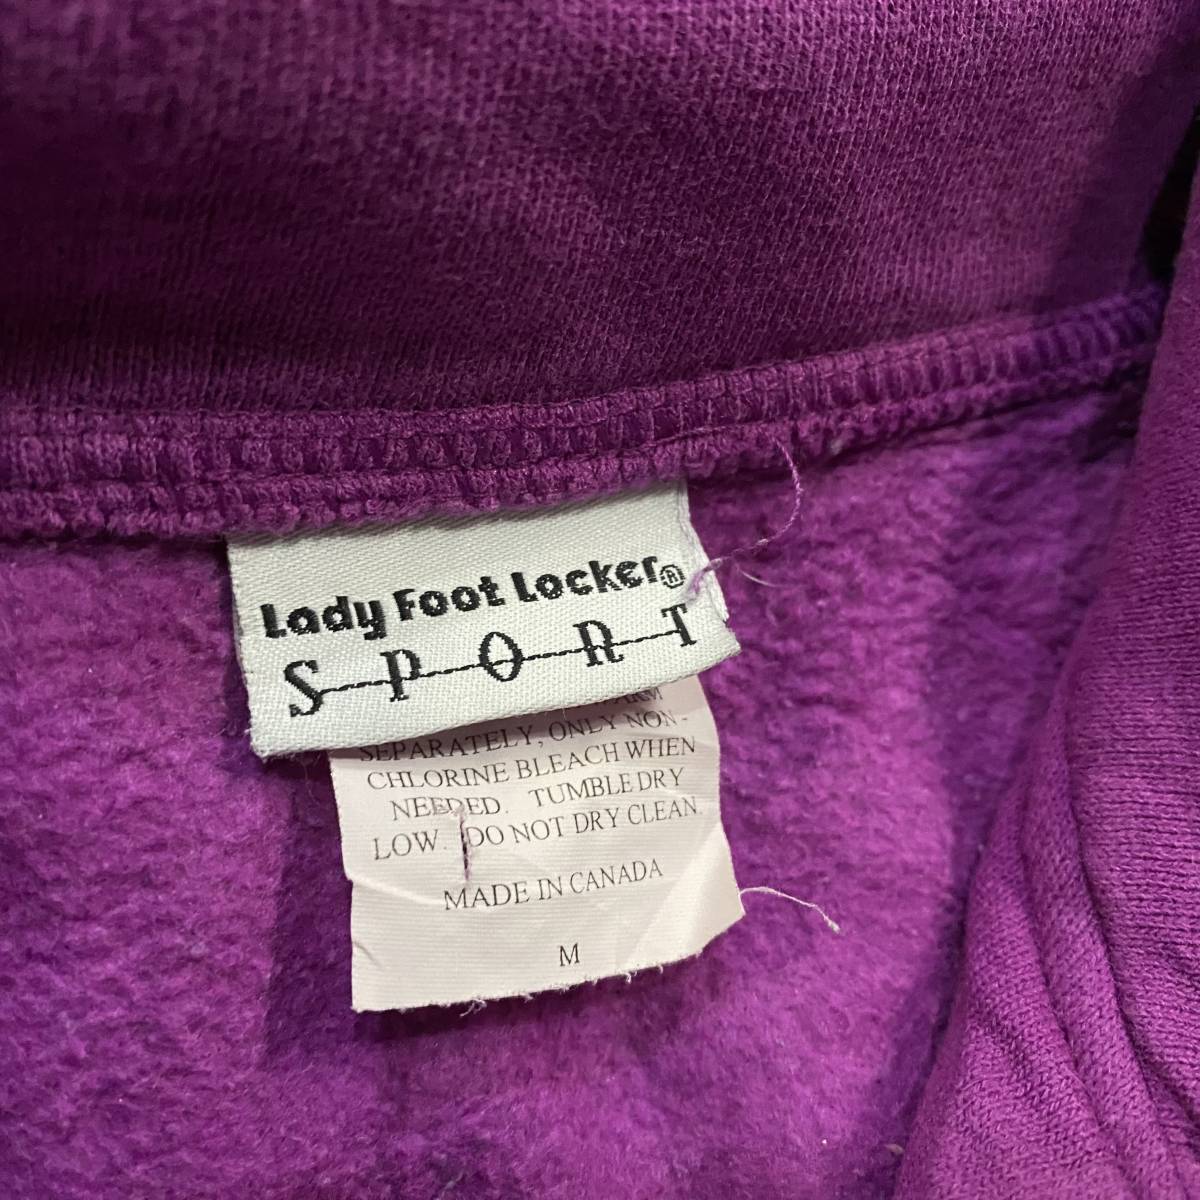 Lady Foot Locker®
SPORT
WARM
SEPARATELY, ONLY NON-
CHLORINE BLEACH WHEN
NEEDED. TUMBLE DRY
LOW. DO NOT DRY CLEAN.
MADE IN CANADA
M